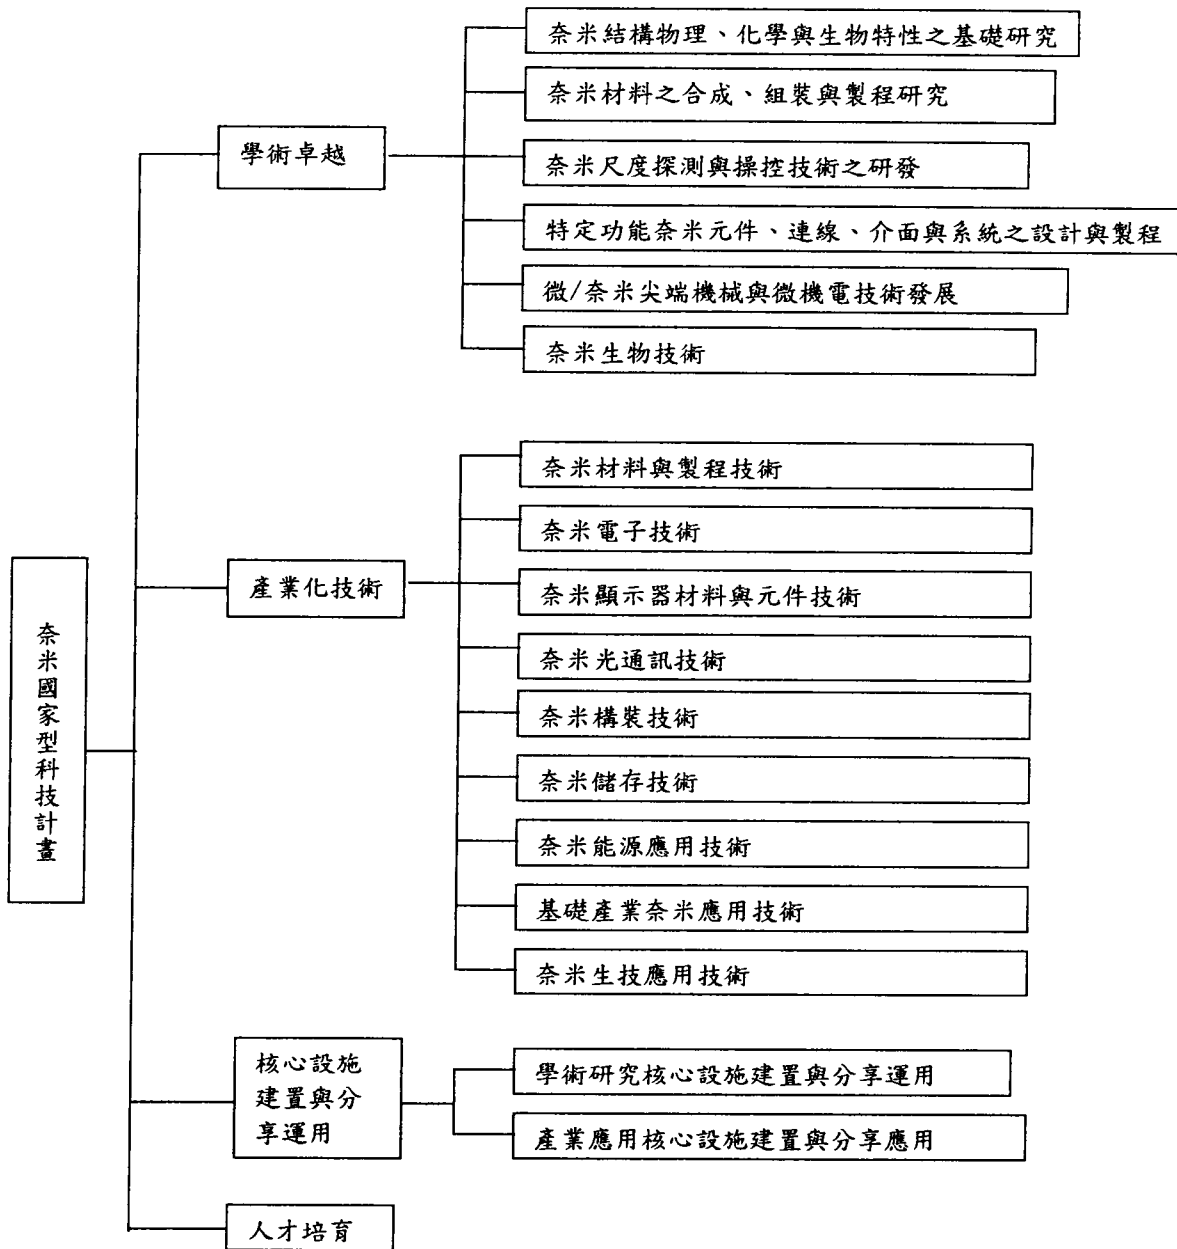 奈米國家型科技計畫
學術卓越
奈米結構物理、化學與生物特性之基礎研究
奈米材料之合成、組裝與製程研究
奈米尺度探測與操控技術之研發
特定功能奈米元件、連線、介面與系統之設計與製程
微/奈米尖端機械與微機電技術發展
奈米生物技術
產業化技術
奈米材料與製程技術
奈米電子技術
奈米顯示器材料與元件技術
奈米光通訊技術
奈米構裝技術
奈米儲存技術
奈米能源應用技術
基礎產業奈米應用技術
奈米生技應用技術
核心設施
建置與分
享運用
學術研究核心設施建置與分享運用
產業應用核心設施建置與分享應用
人才培育